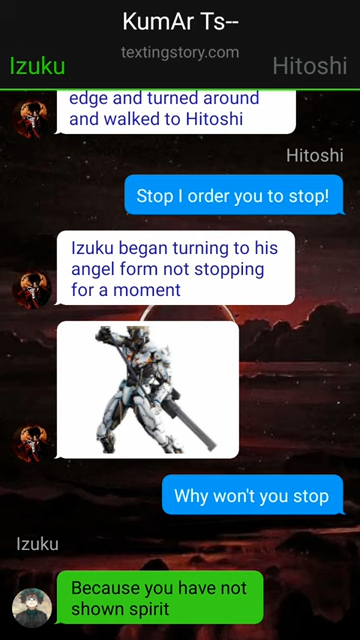 KumAr Ts--
textingstory.com
Izuku
Hitoshi
edge and turned around
and walked to Hitoshi
Hitoshi
Stop I order you to stop!
Izuku began turning to his
angel form not stopping
for a moment
Why won't you stop
Izuku
Because you have not
shown spirit